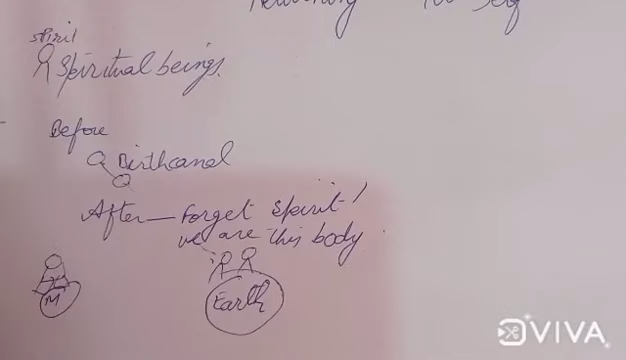 spirit
Spiritual beings.
Before
Birthcanal
After — Forget Spirit!
we are this body
M
Earth
VIVA